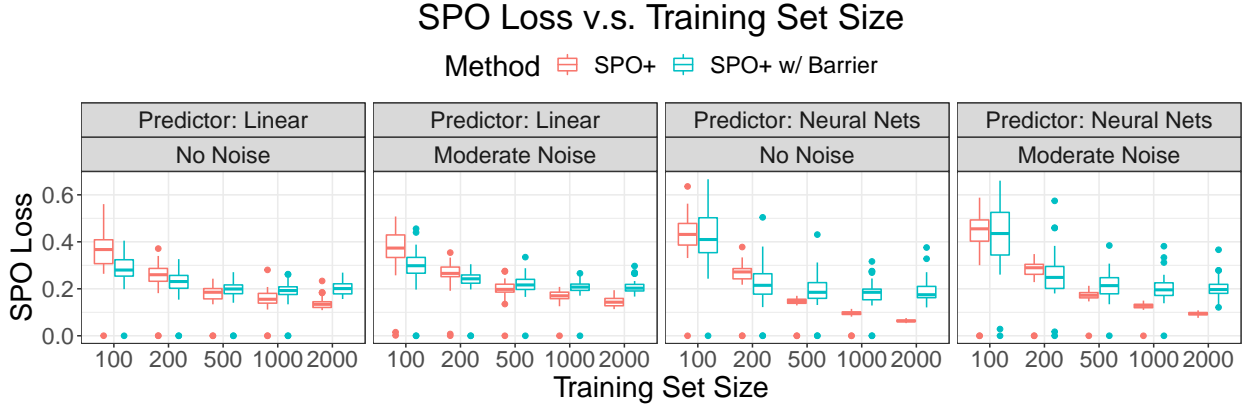 SPO Loss v.s. Training Set Size
Method SPO+ SPO+ w/ Barrier
Predictor: Linear Predictor: Linear Predictor: Neural Nets Predictor: Neural Nets
No Noise Moderate Noise No Noise Moderate Noise
SPO Loss
0.6
0.4
0.2
0.0
100 200 500 1000 2000 100 200 500 1000 2000 100 200 500 1000 2000 100 200 500 1000 2000
Training Set Size